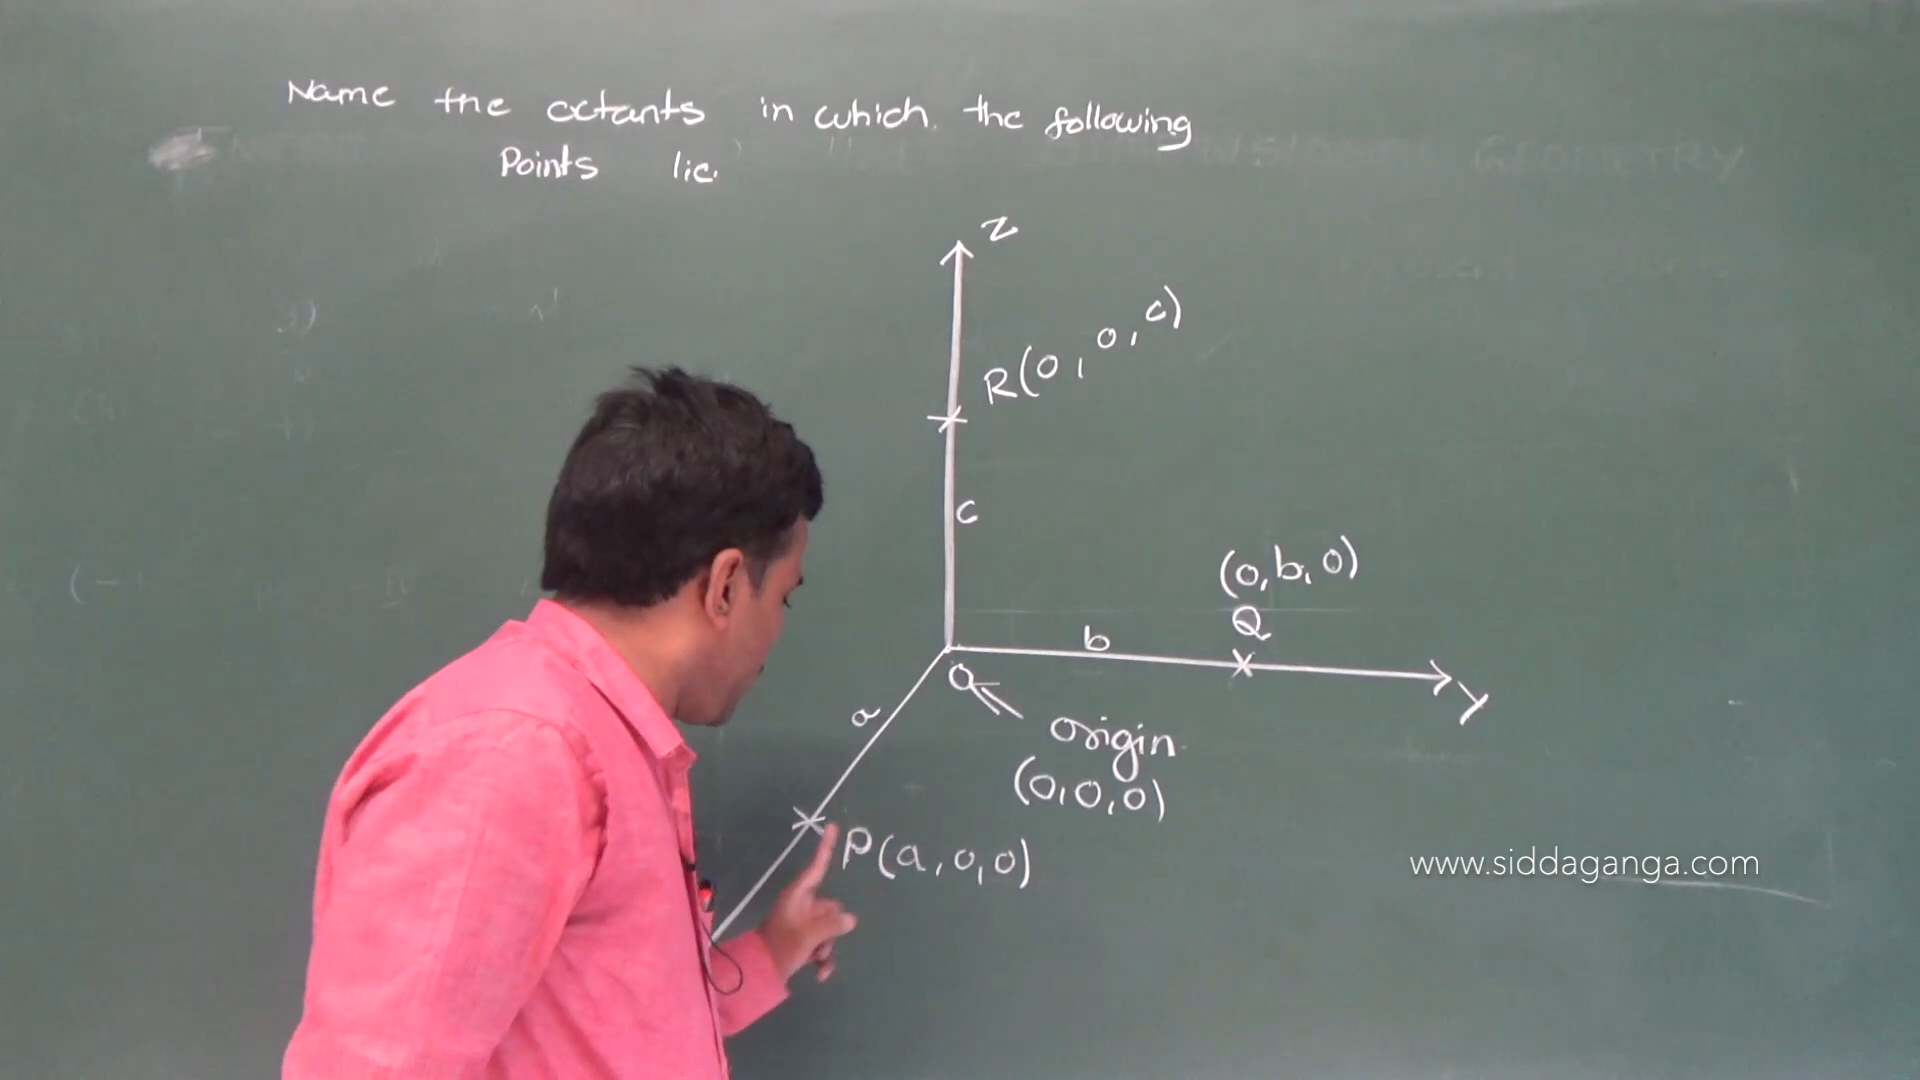 Name the octants in which the following
Points lie.
GEOMETRY
Z
R(0, 0, c)
c
(0, b, 0)
Q
b
O
Y
a
origin
(0, 0, 0)
P(a, 0, 0)
www.siddaganga.com